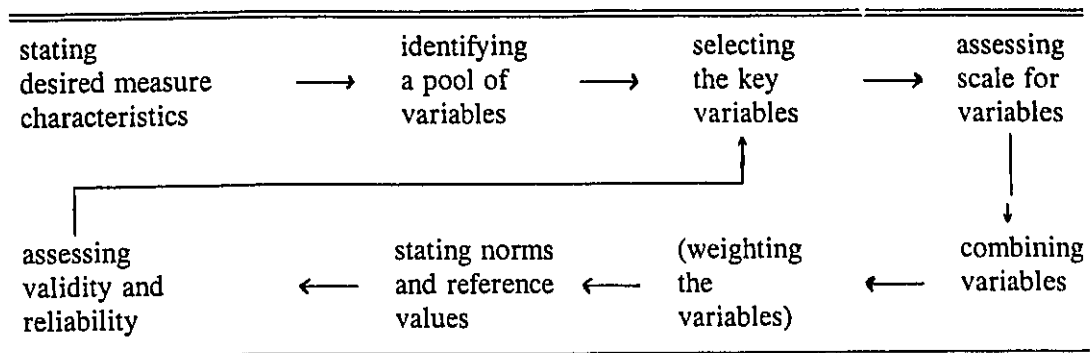 stating
desired measure
characteristics
identifying
a pool of
variables
selecting
the key
variables
assessing
scale for
variables
combining
variables
(weighting
the
variables)
stating norms
and reference
values
assessing
validity and
reliability